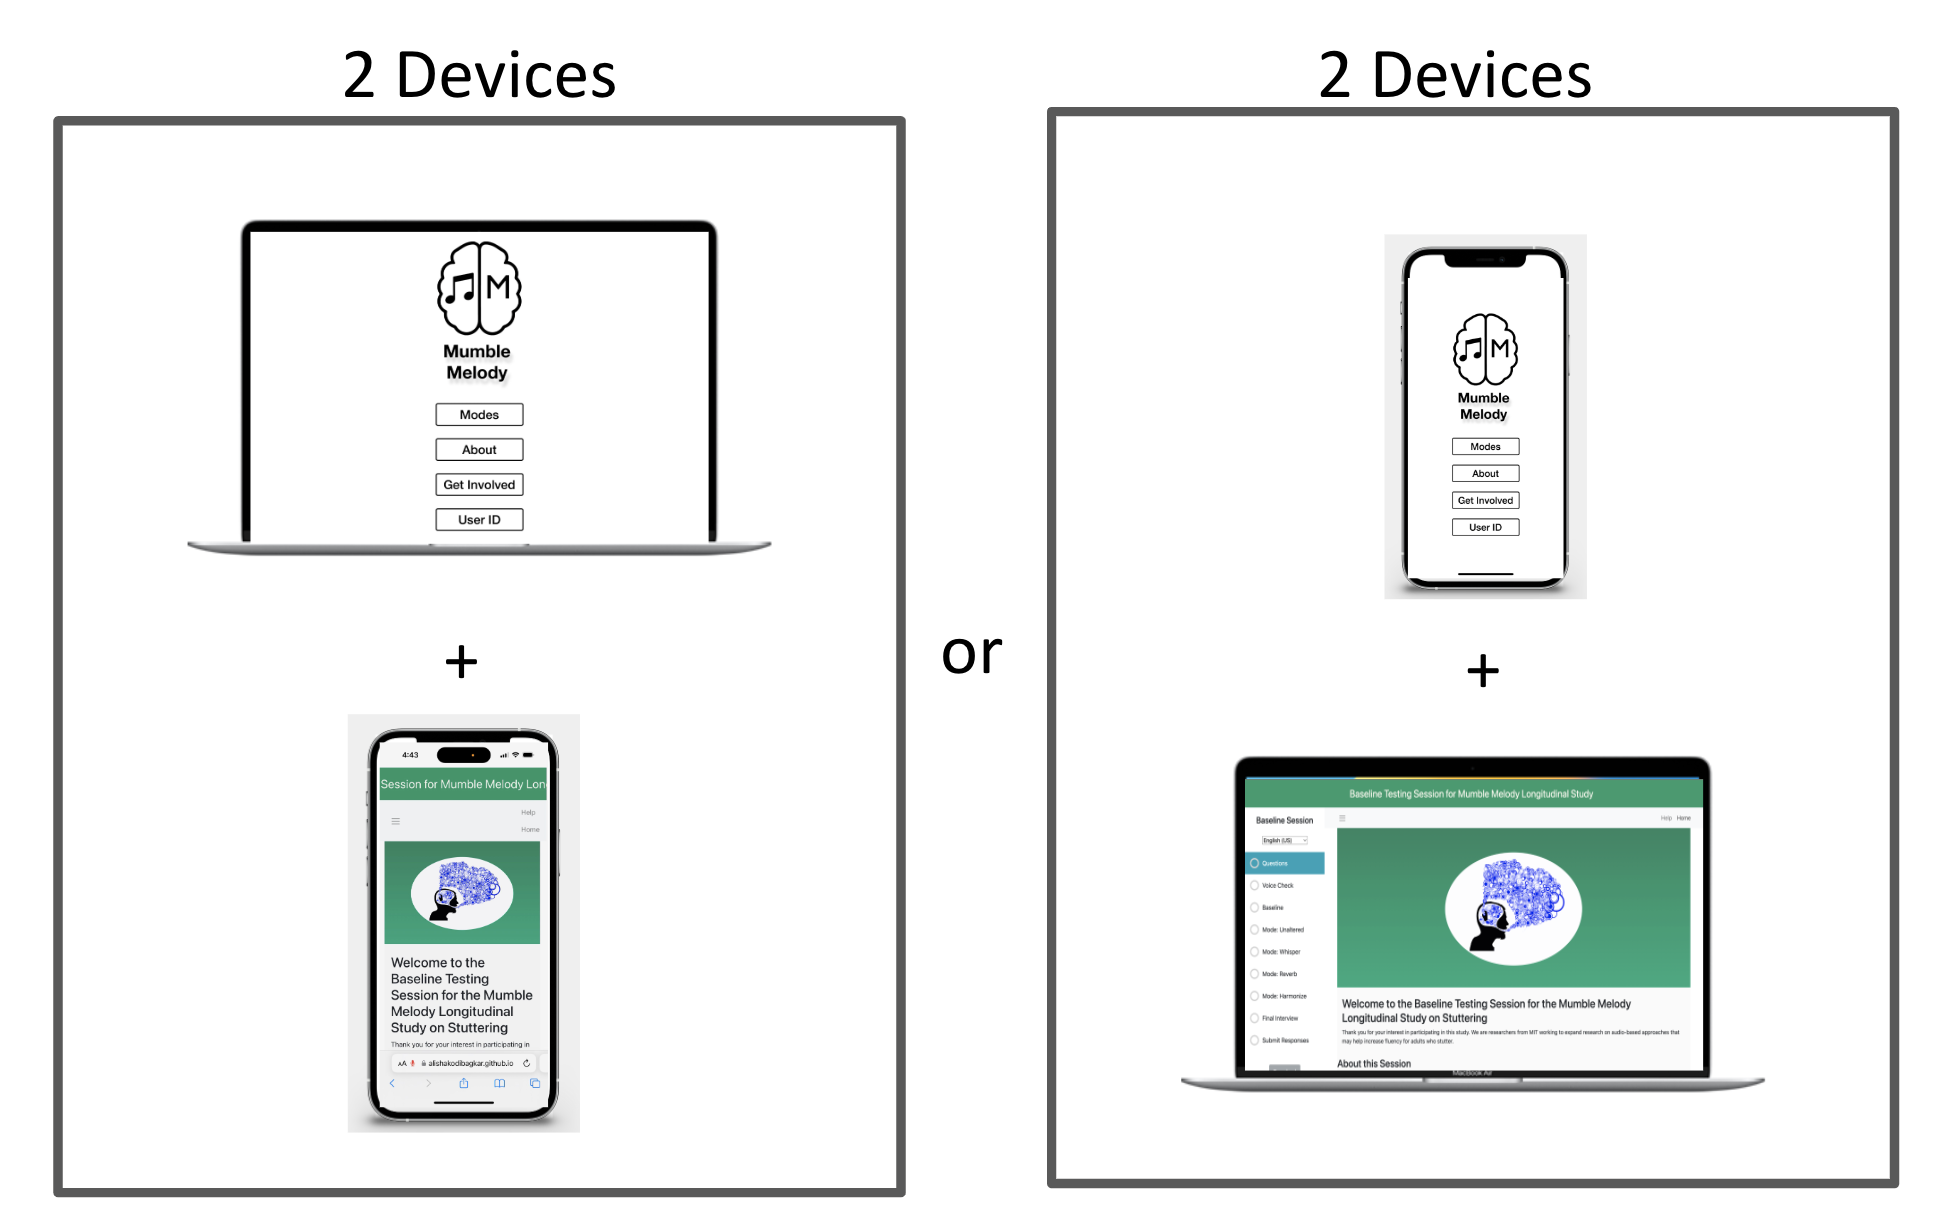 2 Devices
M
Mumble
Melody
Modes
About
Get Involved
User ID
+
4:43
Session for Mumble Melody Lon
Help
Home
Welcome to the
Baseline Testing
Session for the Mumble
Melody Longitudinal
Study on Stuttering
Thank you for your interest in participating in
AA alishakodibagkar.github.io
or
2 Devices
M
Mumble
Melody
Modes
About
Get Involved
User ID
+
Baseline Testing Session for Mumble Melody Longitudinal Study
Baseline Session
Help Home
English (US)
Questions
Voice Check
Baseline
Mode: Unaltered
Mode: Whisper
Mode: Reverb
Mode: Harmonize
Final Interview
Submit Responses
Welcome to the Baseline Testing Session for the Mumble Melody
Longitudinal Study on Stuttering
Thank you for your interest in participating in this study. We are researchers from MIT working to expand research on audio-based approaches that
may help increase fluency for adults who stutter.
About this Session
MacBook Air